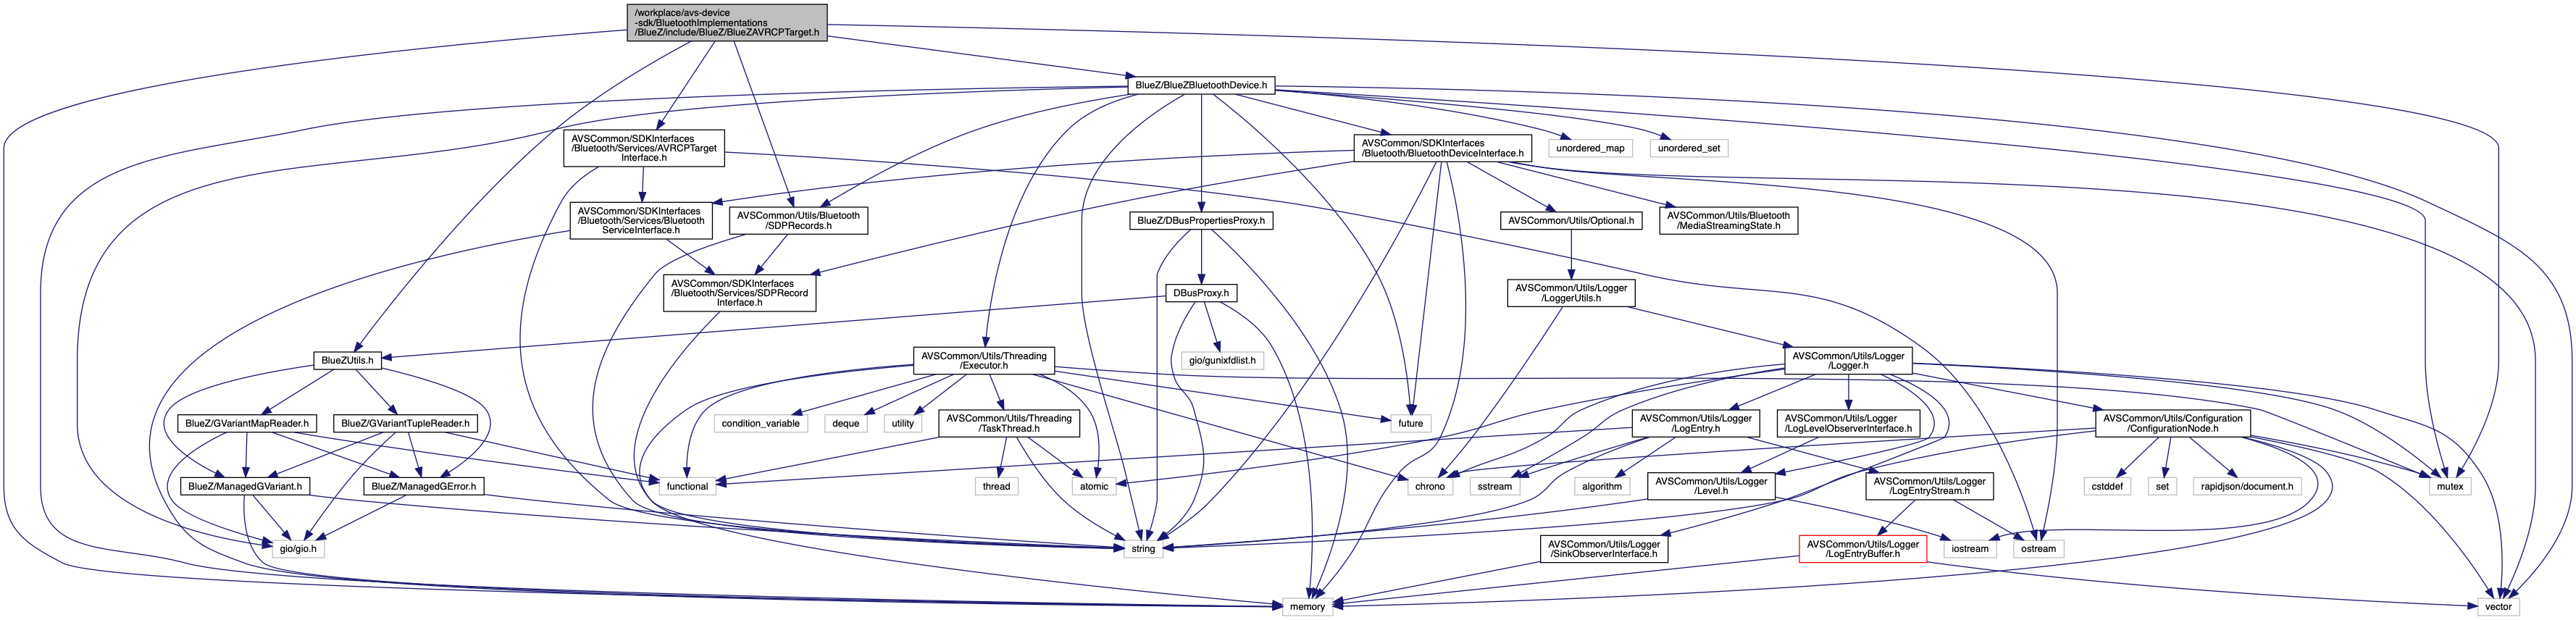 /workplace/avs-device
-sdk/BluetoothImplementations
/BlueZ/include/BlueZ/BlueZAVRCPTarget.h
BlueZ/BlueZBluetoothDevice.h
AVSCommon/SDKInterfaces
/Bluetooth/Services/AVRCPTarget
Interface.h
AVSCommon/SDKInterfaces
/Bluetooth/BluetoothDeviceInterface.h
unordered_map
unordered_set
AVSCommon/SDKInterfaces
/Bluetooth/Services/Bluetooth
ServiceInterface.h
AVSCommon/Utils/Bluetooth
/SDPRecords.h
BlueZ/DBusPropertiesProxy.h
AVSCommon/Utils/Optional.h
AVSCommon/Utils/Bluetooth
/MediaStreamingState.h
AVSCommon/SDKInterfaces
/Bluetooth/Services/SDPRecord
Interface.h
DBusProxy.h
AVSCommon/Utils/Logger
/LoggerUtils.h
BlueZUtils.h
AVSCommon/Utils/Threading
/Executor.h
gio/gunixfdlist.h
AVSCommon/Utils/Logger
/Logger.h
BlueZ/GVariantMapReader.h
BlueZ/GVariantTupleReader.h
condition_variable
deque
utility
AVSCommon/Utils/Threading
/TaskThread.h
future
AVSCommon/Utils/Logger
/LogEntry.h
AVSCommon/Utils/Logger
/LogLevelObserverInterface.h
AVSCommon/Utils/Configuration
/ConfigurationNode.h
BlueZ/ManagedGVariant.h
BlueZ/ManagedGError.h
functional
thread
atomic
chrono
sstream
algorithm
AVSCommon/Utils/Logger
/Level.h
AVSCommon/Utils/Logger
/LogEntryStream.h
cstddef
set
rapidjson/document.h
mutex
gio/gio.h
string
AVSCommon/Utils/Logger
/SinkObserverInterface.h
AVSCommon/Utils/Logger
/LogEntryBuffer.h
iostream
ostream
memory
vector